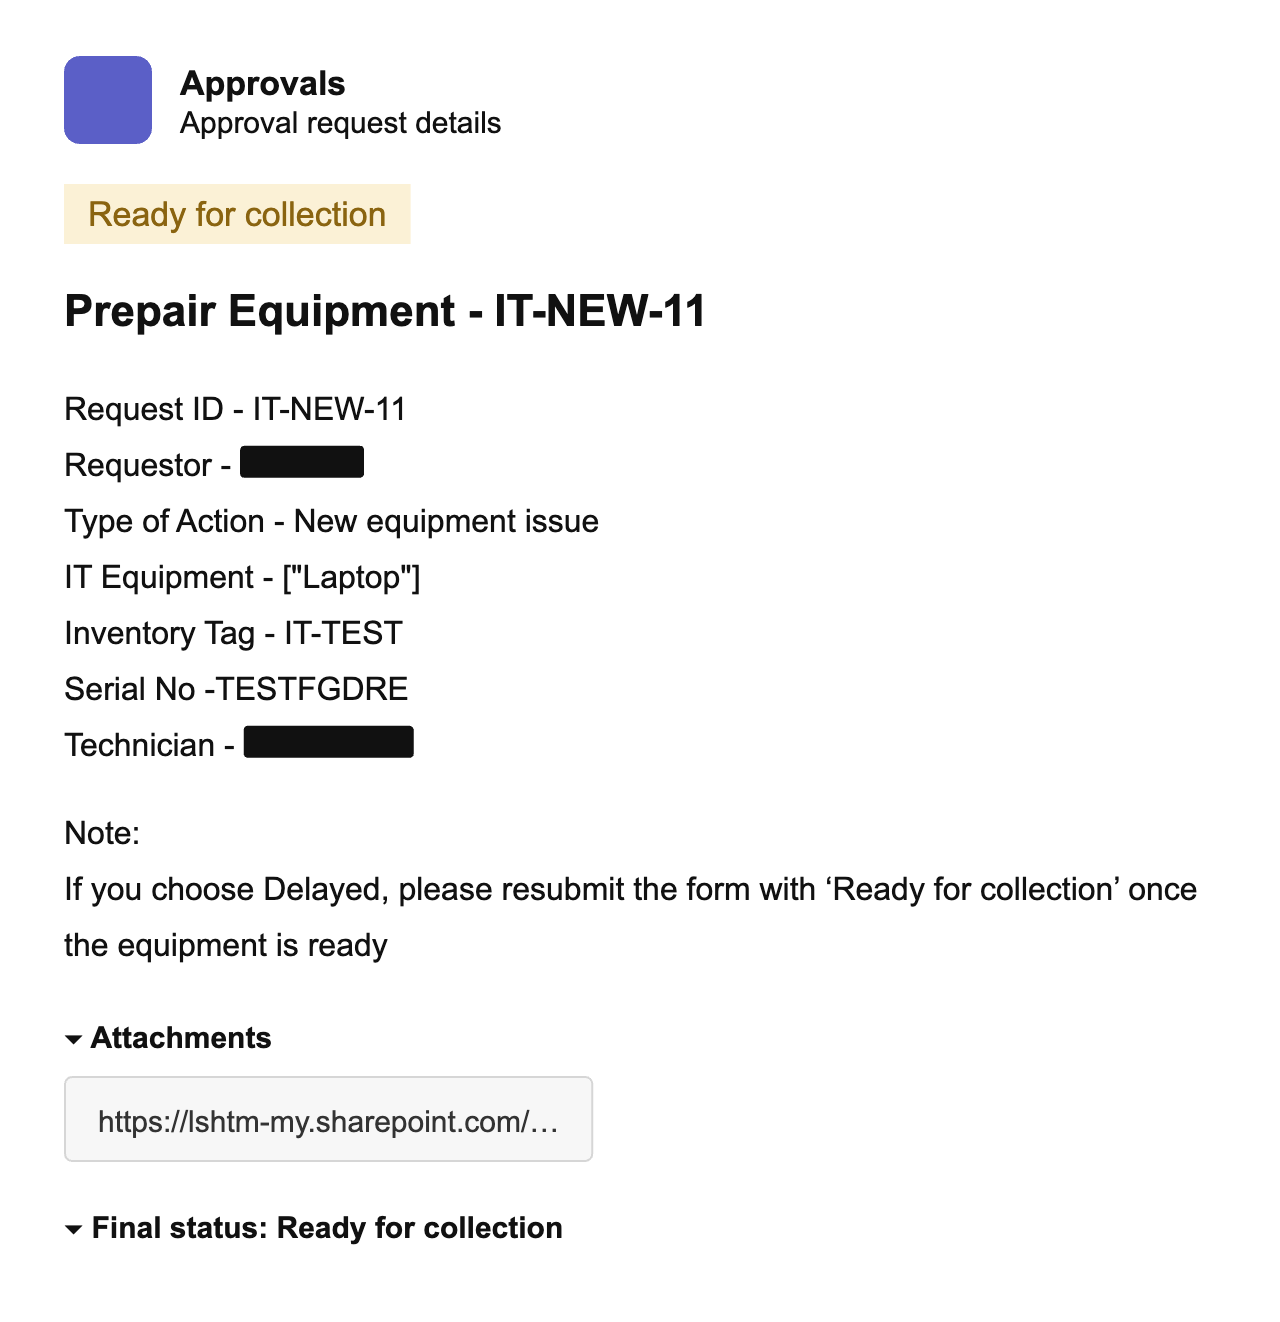 Approvals
Approval request details
Ready for collection
Prepair Equipment - IT-NEW-11
Request ID - IT-NEW-11
Requestor -
Type of Action - New equipment issue
IT Equipment - ["Laptop"]
Inventory Tag - IT-TEST
Serial No -TESTFGDRE
Technician -
Note:
If you choose Delayed, please resubmit the form with ‘Ready for collection’ once
the equipment is ready
Attachments
https://lshtm-my.sharepoint.com/…
Final status: Ready for collection